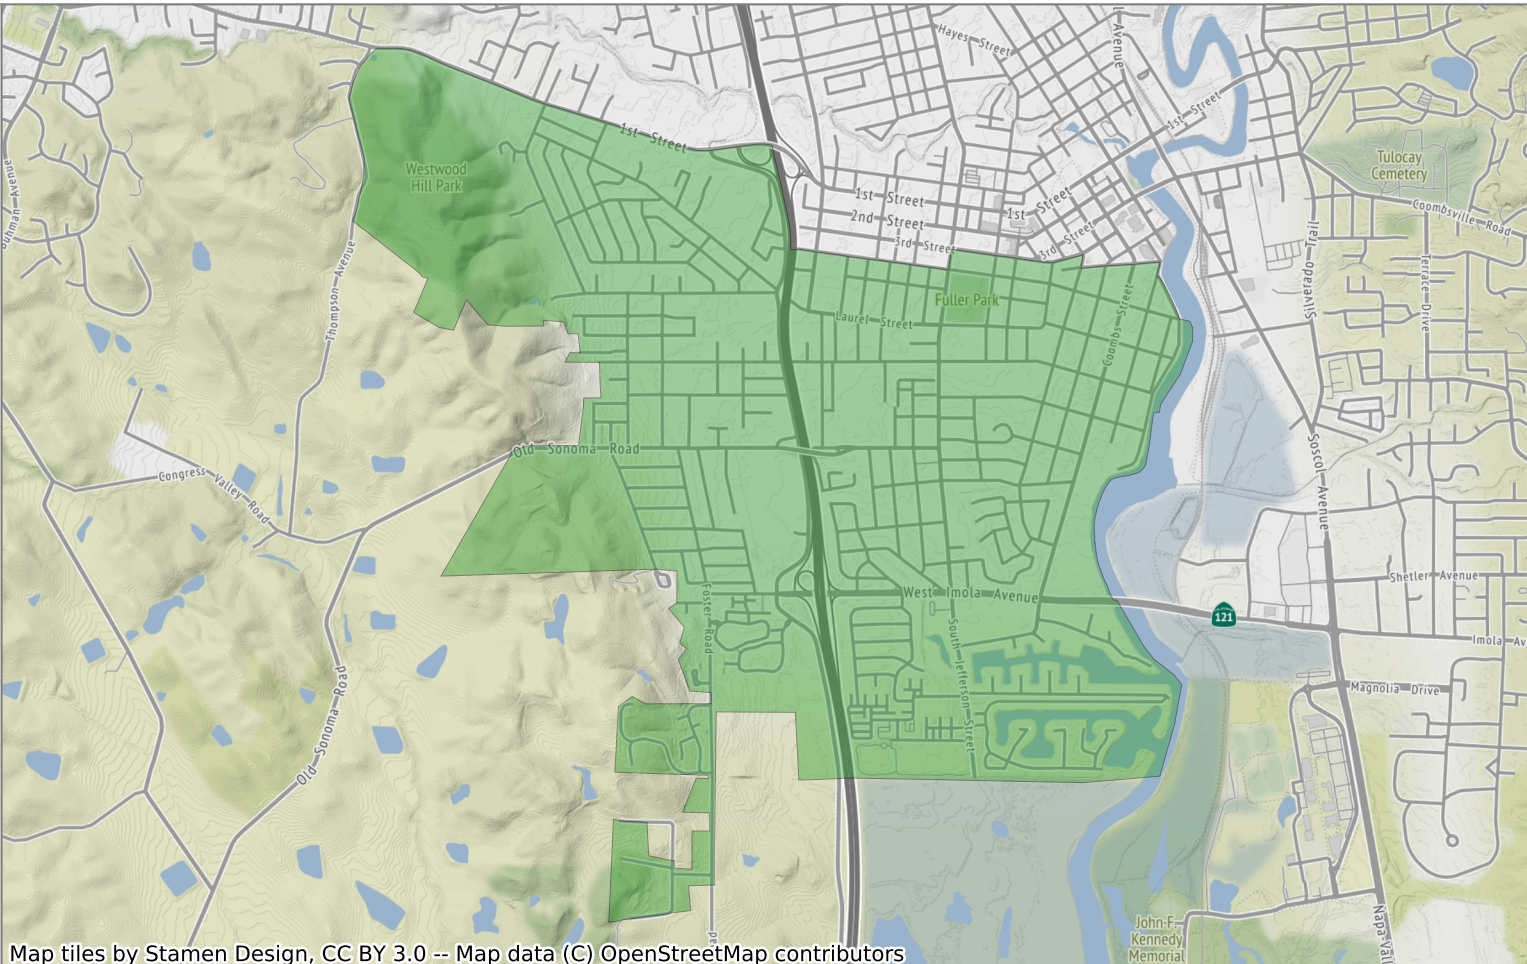 Hayes Street
l Avenue
1st Street
1st Street
Tulocay
Cemetery
Westwood
Hill Park
uhman Avenue
1st Street
2nd Street
1st Street
3rd Street
3rd Street
Coombsville Road
Silverado Trail
Terrace Drive
Thompson Avenue
Fuller Park
Laurel Street
Coombs Street
Old Sonoma Road
Congress Valley Road
Soscol Avenue
Shetler Avenue
Foster Road
West Imola Avenue
121
Imola Av
South Jefferson Street
Old Sonoma Road
Magnolia Drive
John F.
Kennedy
Memorial
Napa-Vall
Map tiles by Stamen Design, CC BY 3.0 -- Map data (C) OpenStreetMap contributors